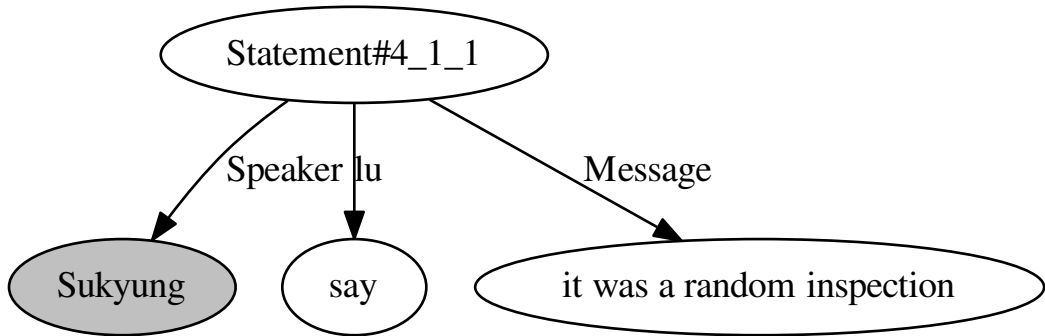 Statement#4_1_1
Speaker lu Message
Sukyung say it was a random inspection